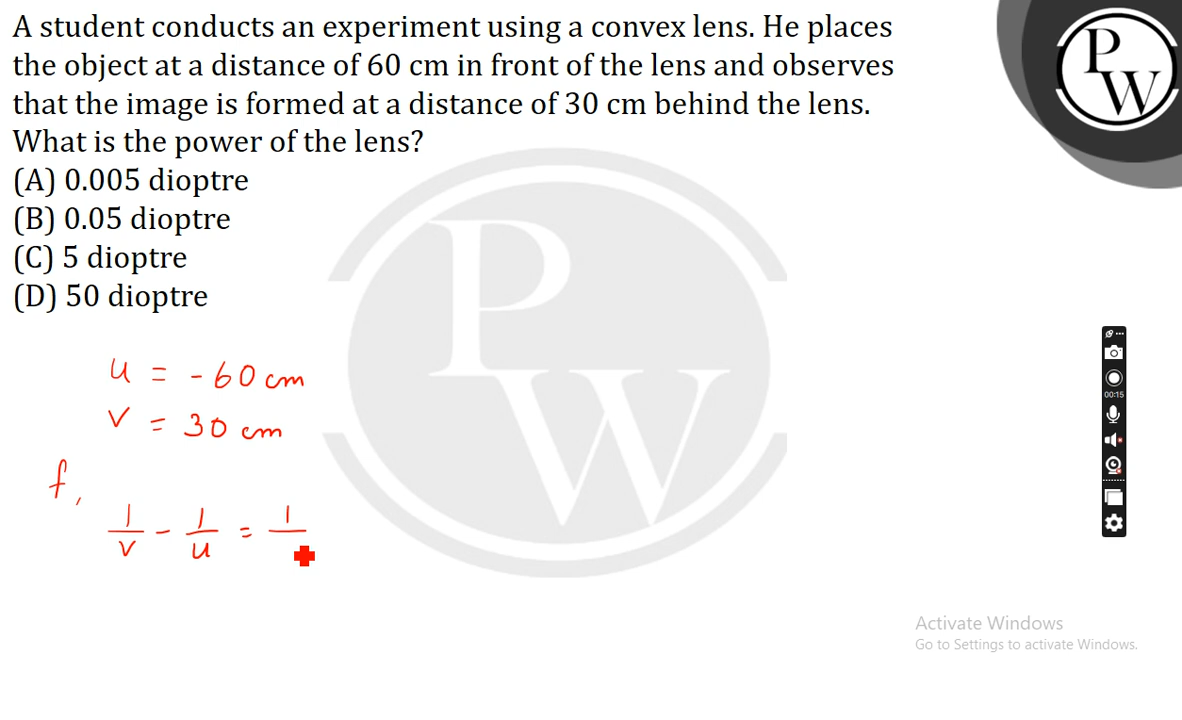 A student conducts an experiment using a convex lens. He places
the object at a distance of 60 cm in front of the lens and observes
that the image is formed at a distance of 30 cm behind the lens.
What is the power of the lens?
(A) 0.005 dioptre
(B) 0.05 dioptre
(C) 5 dioptre
(D) 50 dioptre
u = -60 cm
v = 30 cm
f,
1/v - 1/u = 1/
P
W
P
W
00:15
Activate Windows
Go to Settings to activate Windows.